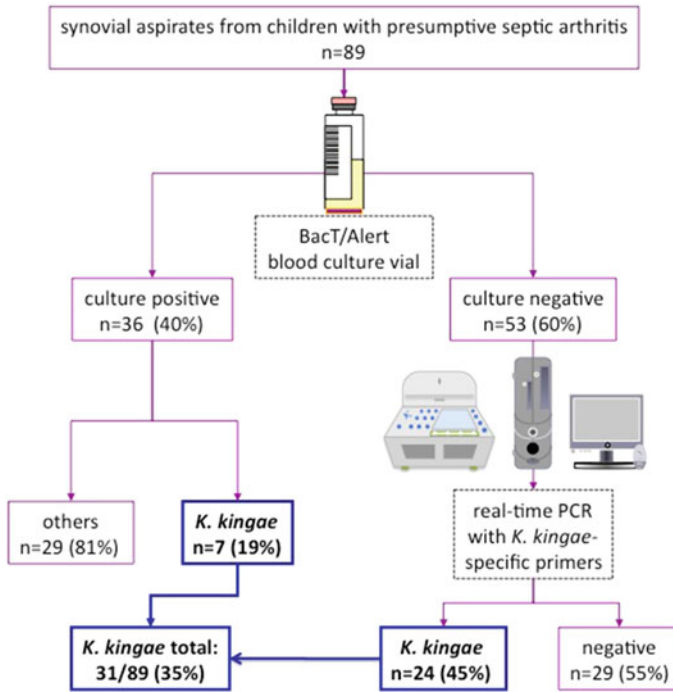 synovial aspirates from children with presumptive septic arthritis
n=89
BacT/Alert
blood culture vial
culture positive
n=36 (40%)
culture negative
n=53 (60%)
others
n=29 (81%)
K. kingae
n=7 (19%)
real-time PCR
with K. kingae-
specific primers
K. kingae total:
31/89 (35%)
K. kingae
n=24 (45%)
negative
n=29 (55%)